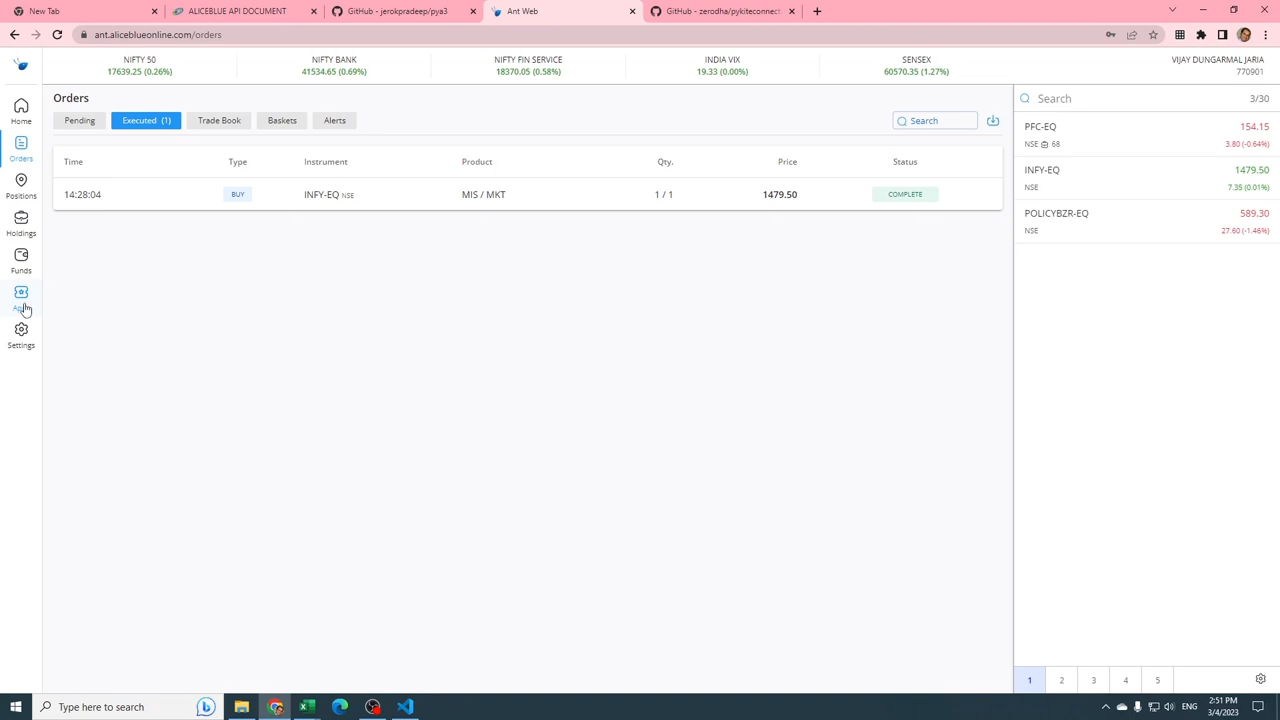 New Tab
ALICEBLUE API DOCUMENT
GitHub - jerokpradeep/pya3
Ant Web
GitHub - zerodha/pykiteconnect
ant.aliceblueonline.com/orders
NIFTY 50
17639.25 (0.26%)
NIFTY BANK
41534.65 (0.69%)
NIFTY FIN SERVICE
18370.05 (0.58%)
INDIA VIX
19.33 (0.00%)
SENSEX
60570.35 (1.27%)
VIJAY DUNGARMAL JARIA
770901
Home
Orders
Positions
Holdings
Funds
Settings
Orders
Pending
Executed (1)
Trade Book
Baskets
Alerts
Search
Time Type Instrument Product Qty. Price Status
14:28:04 BUY INFY-EQ NSE MIS / MKT 1 / 1 1479.50 COMPLETE
Search 3/30
PFC-EQ 154.15
NSE 68 3.80 (-0.64%)
INFY-EQ 1479.50
NSE 7.35 (0.01%)
POLICYBZR-EQ 589.30
NSE 27.60 (-1.46%)
1 2 3 4 5
Type here to search
ENG
2:51 PM
3/4/2023